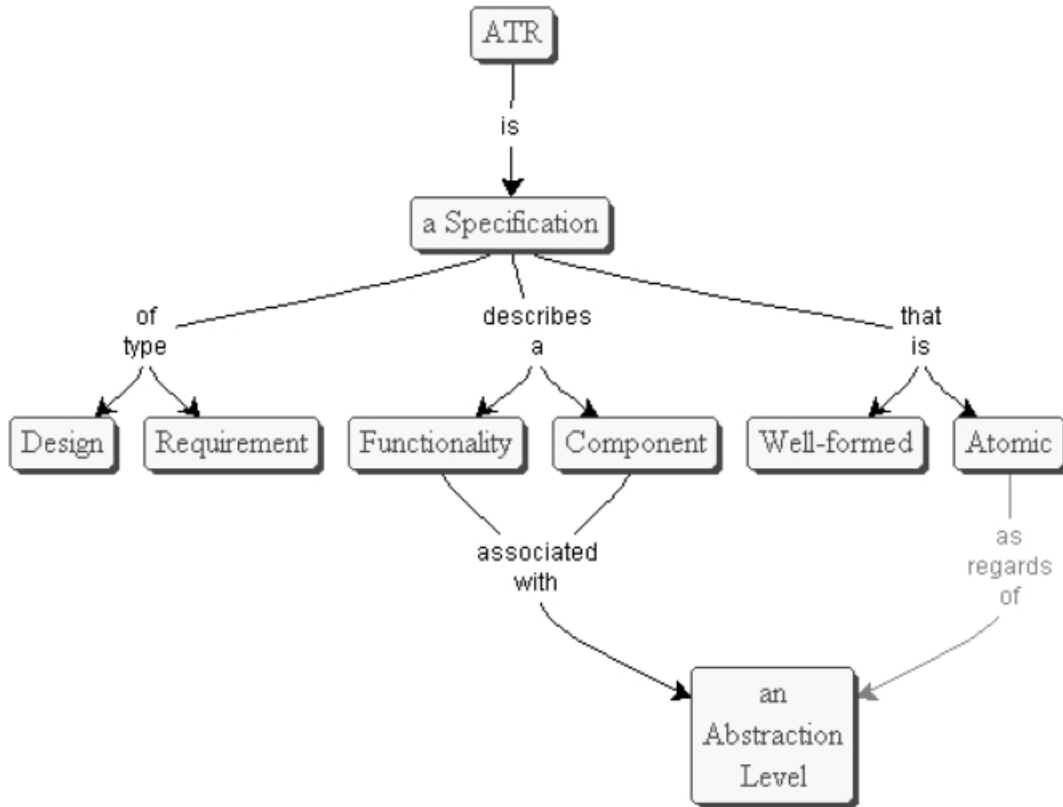 ATR
is
a Specification
of
type
describes
a
that
is
Design
Requirement
Functionality
Component
Well-formed
Atomic
associated
with
as
regards
of
an
Abstraction
Level